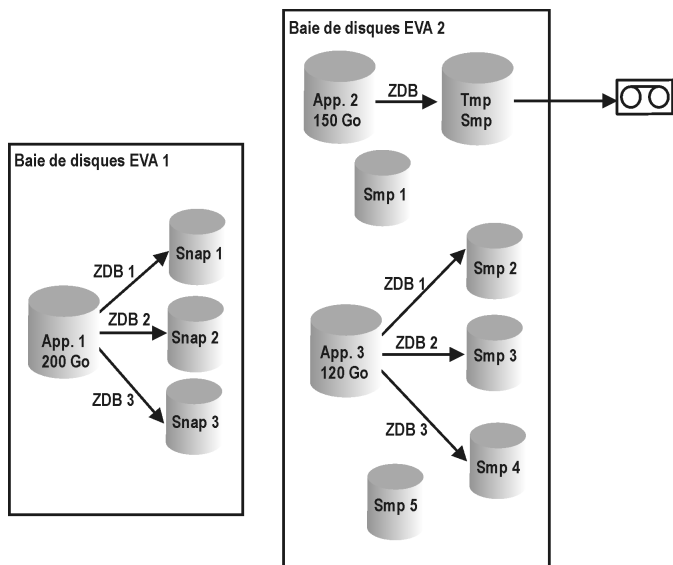 Baie de disques EVA 2
App. 2
150 Go
ZDB
Tmp
Smp
Smp 1
Baie de disques EVA 1
App. 1
200 Go
ZDB 1
ZDB 2
ZDB 3
Snap 1
Snap 2
Snap 3
App. 3
120 Go
ZDB 1
ZDB 2
ZDB 3
Smp 2
Smp 3
Smp 4
Smp 5